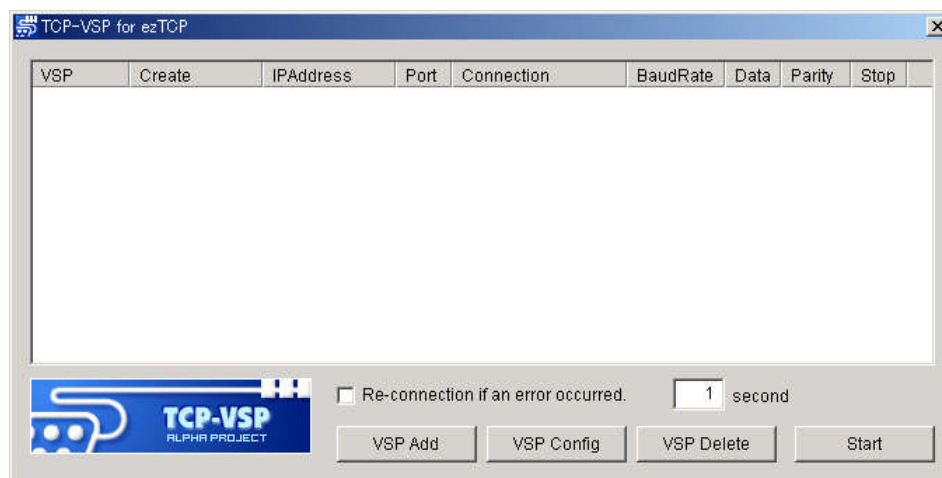 TCP-VSP for ezTCP
VSP Create IPAddress Port Connection BaudRate Data Parity Stop
Re-connection if an error occurred. 1 second
TCP-VSP
ALPHA PROJECT
VSP Add VSP Config VSP Delete Start